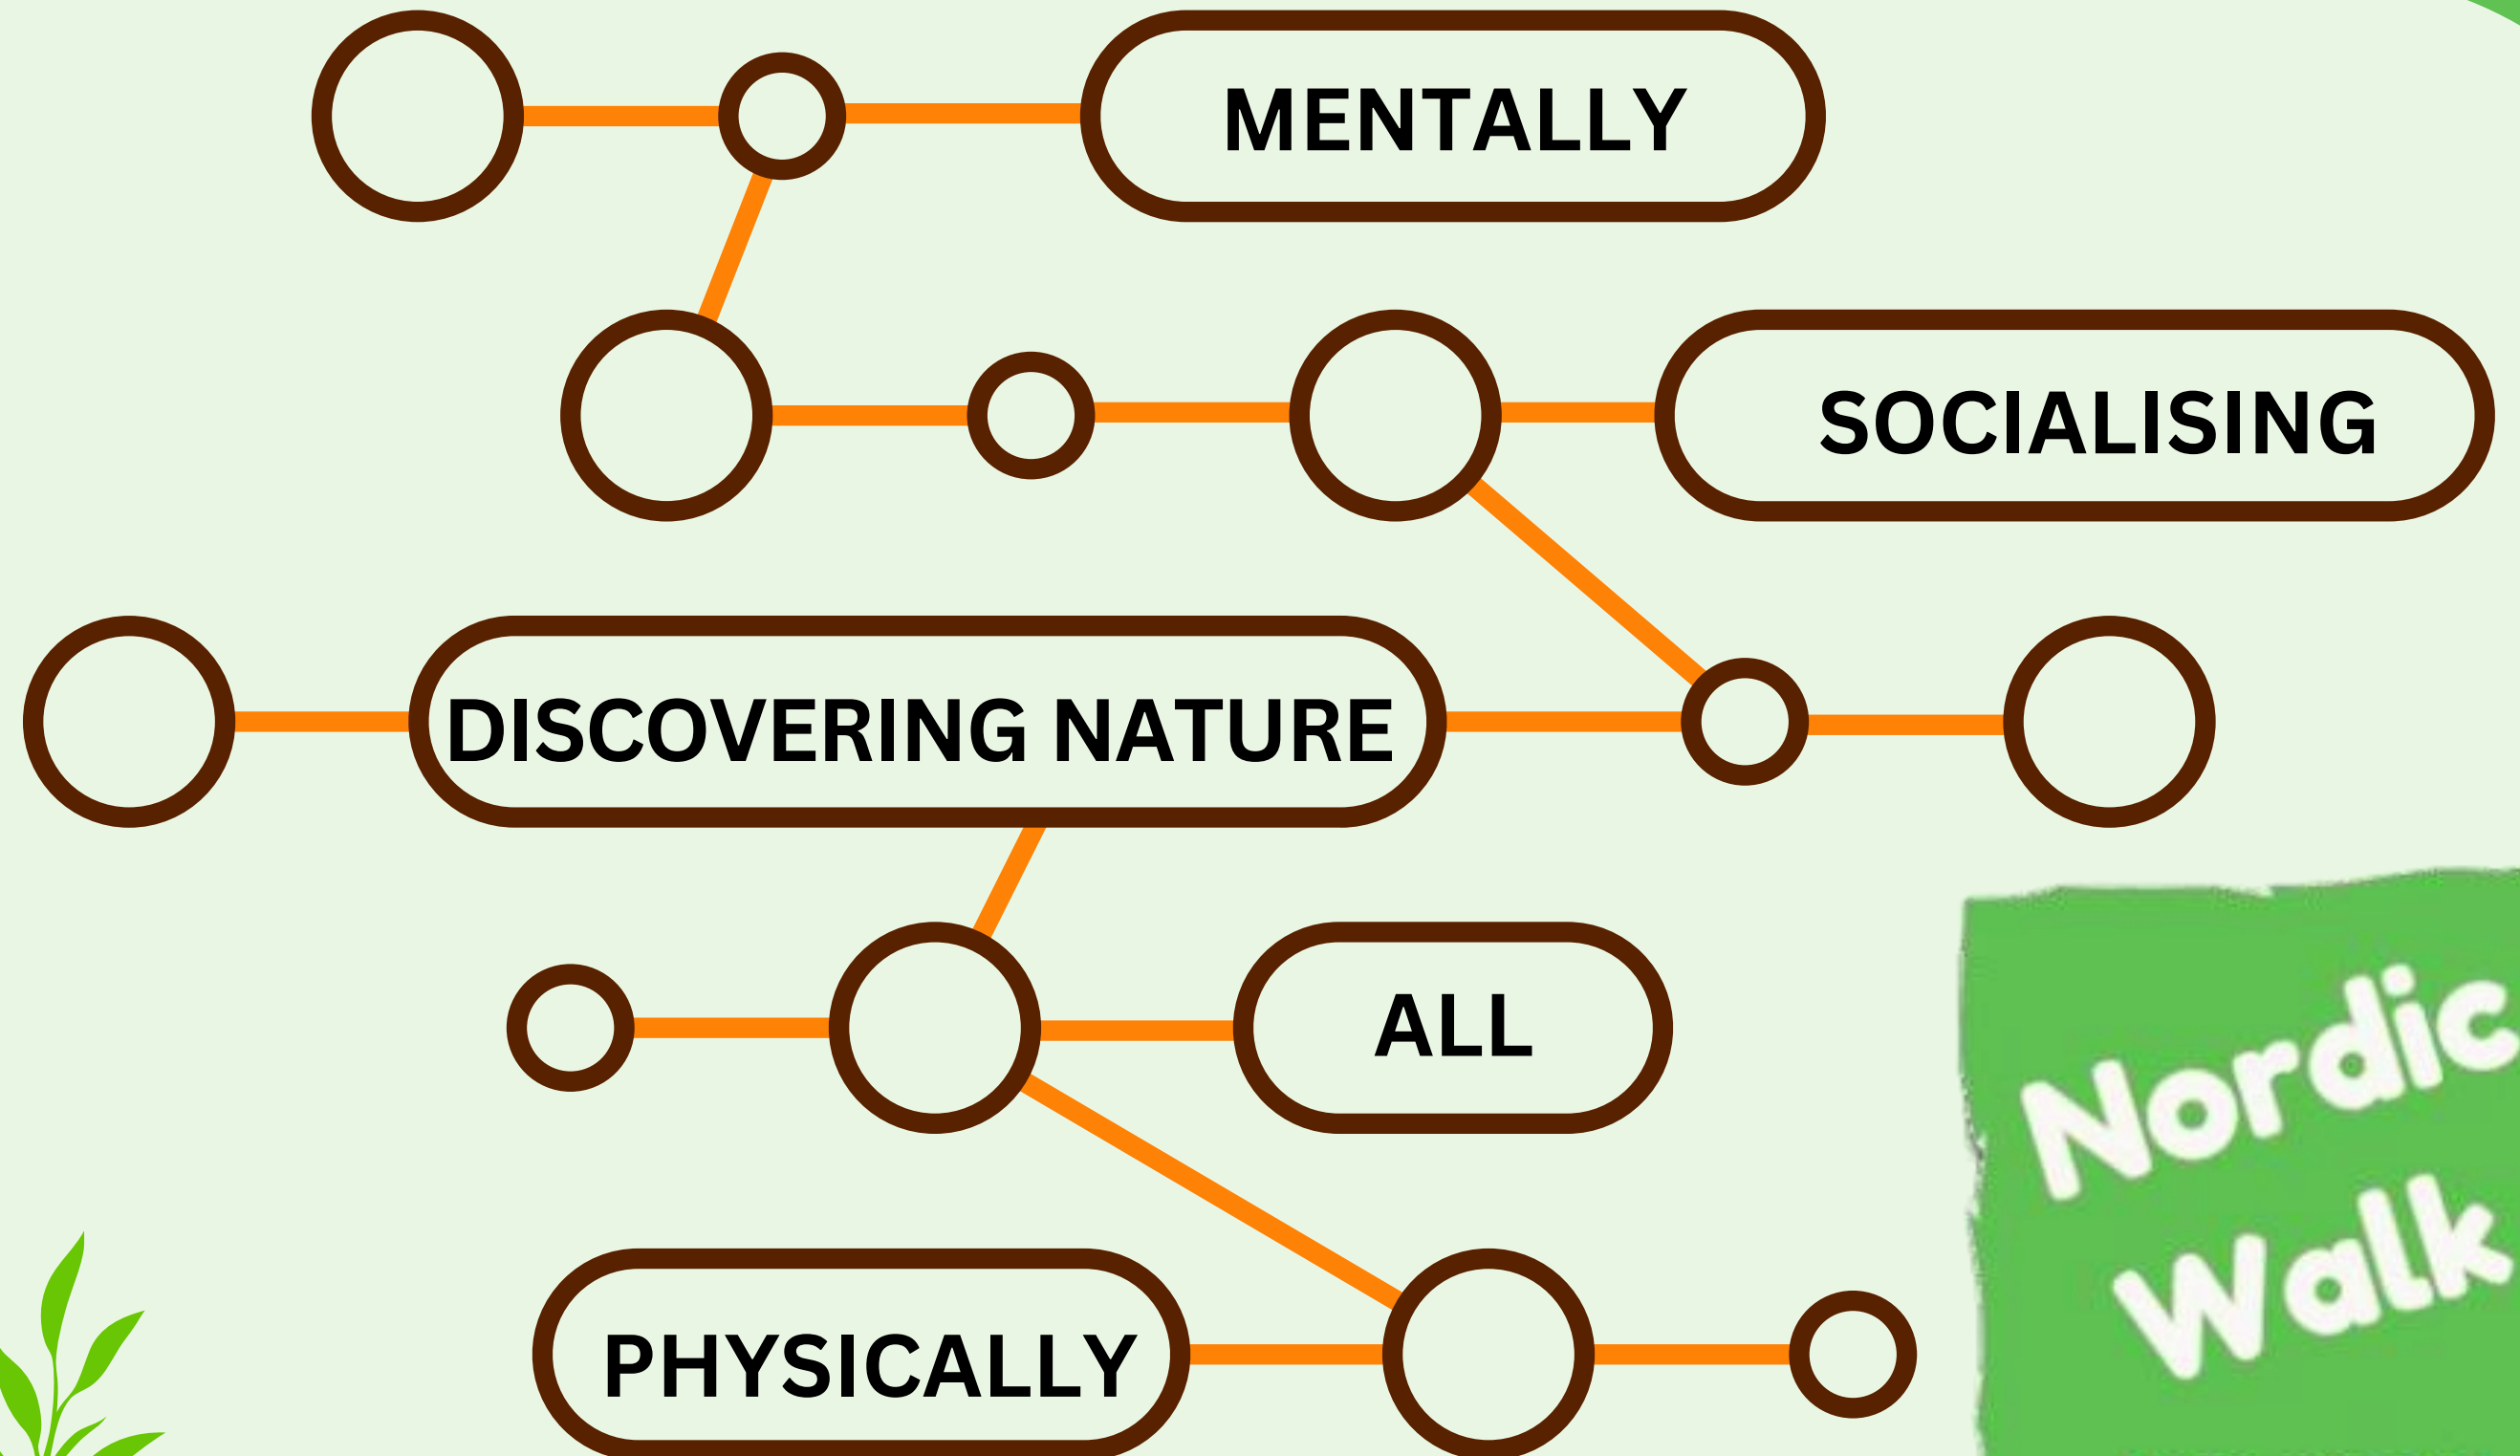 MENTALLY
SOCIALISING
DISCOVERING NATURE
ALL
PHYSICALLY
Nordic
Walk